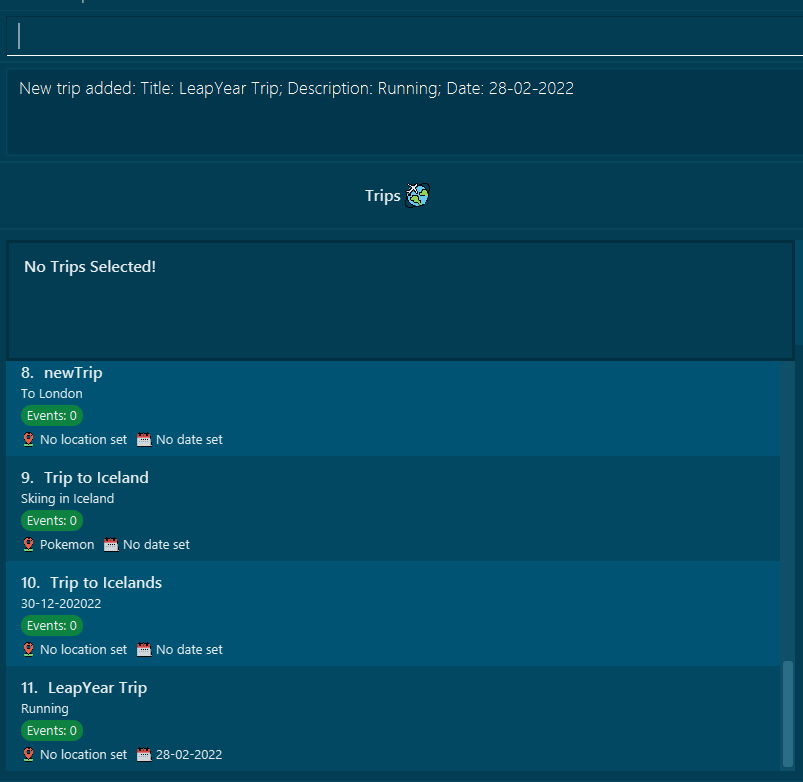 New trip added: Title: LeapYear Trip; Description: Running; Date: 28-02-2022
Trips
No Trips Selected!
8. newTrip
To London
Events: 0
No location set No date set
9. Trip to Iceland
Skiing in Iceland
Events: 0
Pokemon No date set
10. Trip to Icelands
30-12-202022
Events: 0
No location set No date set
11. LeapYear Trip
Running
Events: 0
No location set 28-02-2022